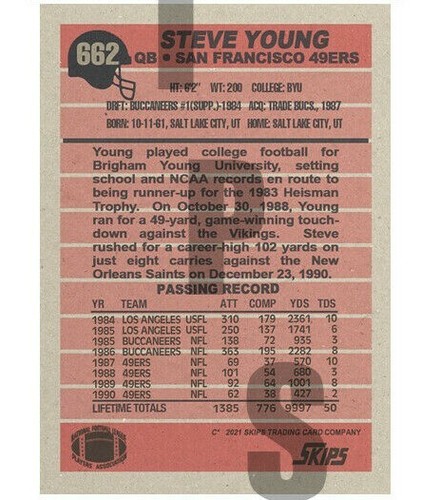 662
STEVE YOUNG
QB • SAN FRANCISCO 49ERS
HT: 6'2" WT: 200 COLLEGE: BYU
DRFT: BUCCANEERS #1(SUPP.)-1984 ACQ: TRADE BUCS., 1987
BORN: 10-11-61, SALT LAKE CITY, UT HOME: SALT LAKE CITY, UT
Young played college football for
Brigham Young University, setting
school and NCAA records en route to
being runner-up for the 1983 Heisman
Trophy. On October 30, 1988, Young
ran for a 49-yard, game-winning touch-
down against the Vikings. Steve
rushed for a career-high 102 yards on
just eight carries against the New
Orleans Saints on December 23, 1990.
PASSING RECORD
YR TEAM ATT COMP YDS TDS
1984 LOS ANGELES USFL 310 179 2361 10
1985 LOS ANGELES USFL 250 137 1741 6
1985 BUCCANEERS NFL 138 72 935 3
1986 BUCCANEERS NFL 363 195 2282 8
1987 49ERS NFL 69 37 570 10
1988 49ERS NFL 101 54 680 3
1989 49ERS NFL 92 64 1001 8
1990 49ERS NFL 62 38 427 2
LIFETIME TOTALS 1385 776 9997 50
NATIONAL FOOTBALL LEAGUE
PLAYERS ASSOCIATION
C* 2021 SKIPS TRADING CARD COMPANY
SKIPS
P
S